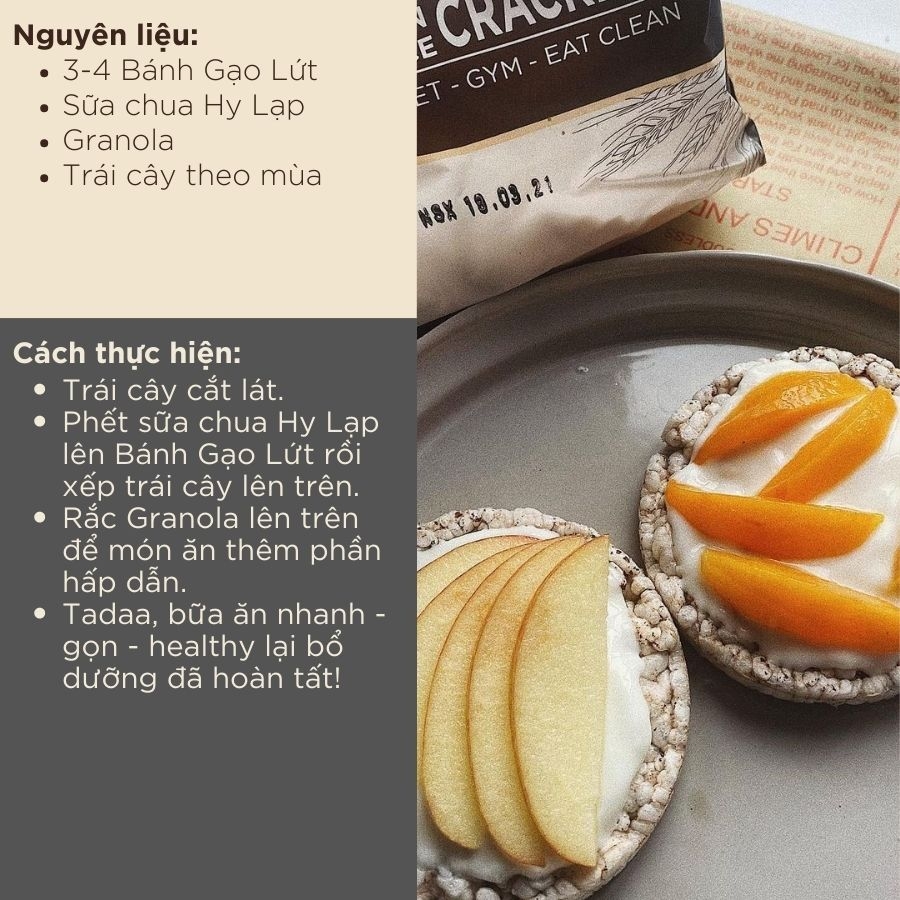 Nguyên liệu:
3-4 Bánh Gạo Lứt
Sữa chua Hy Lạp
Granola
Trái cây theo mùa
Cách thực hiện:
Trái cây cắt lát.
Phết sữa chua Hy Lạp
lên Bánh Gạo Lứt rồi
xếp trái cây lên trên.
Rắc Granola lên trên
để món ăn thêm phần
hấp dẫn.
Tadaa, bữa ăn nhanh -
gọn - healthy lại bổ
dưỡng đã hoàn tất!
GYM - EAT CLEAN
NSX 18.09.21
CLIMES AND
STAR